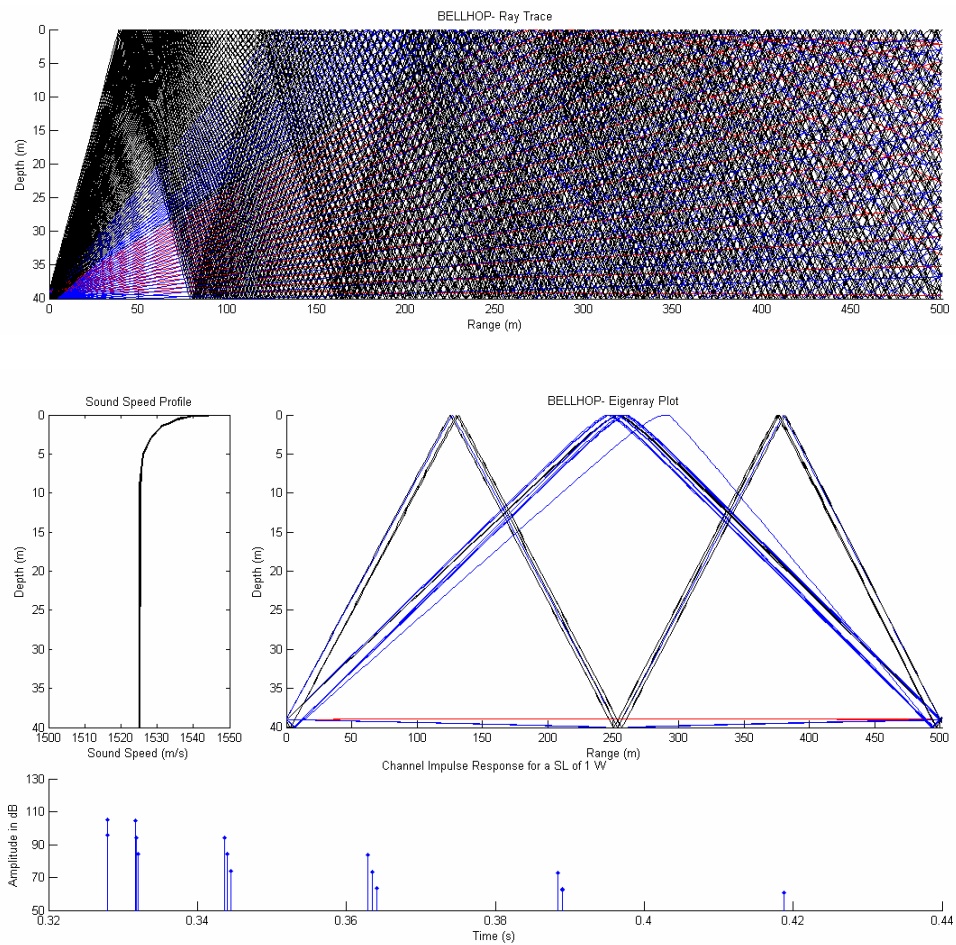 BELLHOP- Ray Trace
0
5
10
15
20
25
30
35
40
Depth (m)
0 50 100 150 200 250 300 350 400 450 500
Range (m)
Sound Speed Profile
0
5
10
15
20
25
30
35
40
Depth (m)
1500 1510 1520 1530 1540 1550
Sound Speed (m/s)
BELLHOP- Eigenray Plot
0
5
10
15
20
25
30
35
40
Depth (m)
0 50 100 150 200 250 300 350 400 450 500
Range (m)
Channel Impulse Response for a SL of 1 W
130
110
90
70
50
Amplitude in dB
0.32 0.34 0.36 0.38 0.4 0.42 0.44
Time (s)